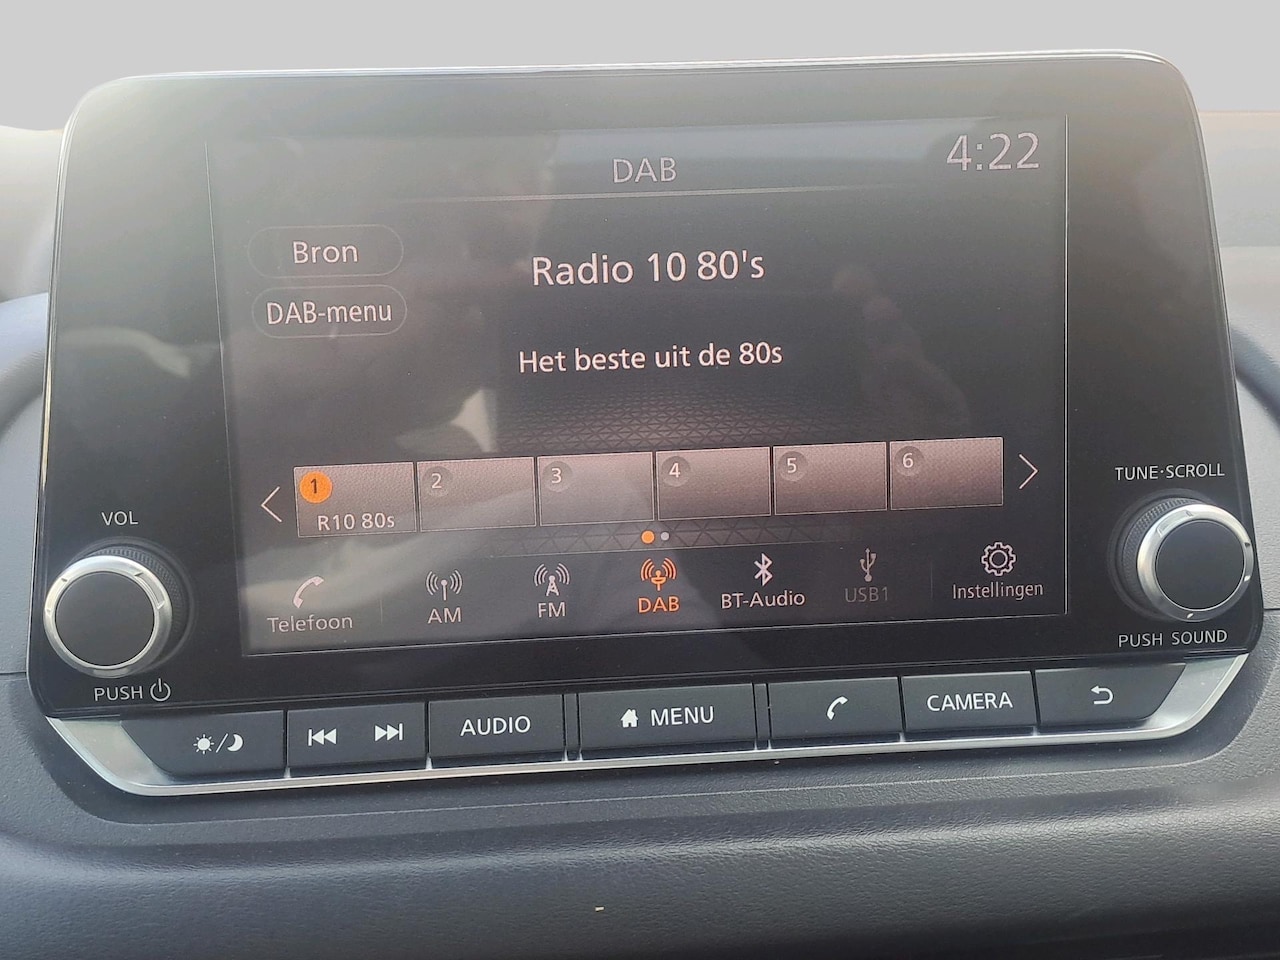 4:22
DAB
Bron
Radio 10 80's
DAB-menu
Het beste uit de 80s
1 2 3 4 5 6
R10 80s
Telefoon AM FM DAB BT-Audio USB1 Instellingen
VOL
PUSH
TUNE·SCROLL
PUSH SOUND
AUDIO MENU CAMERA